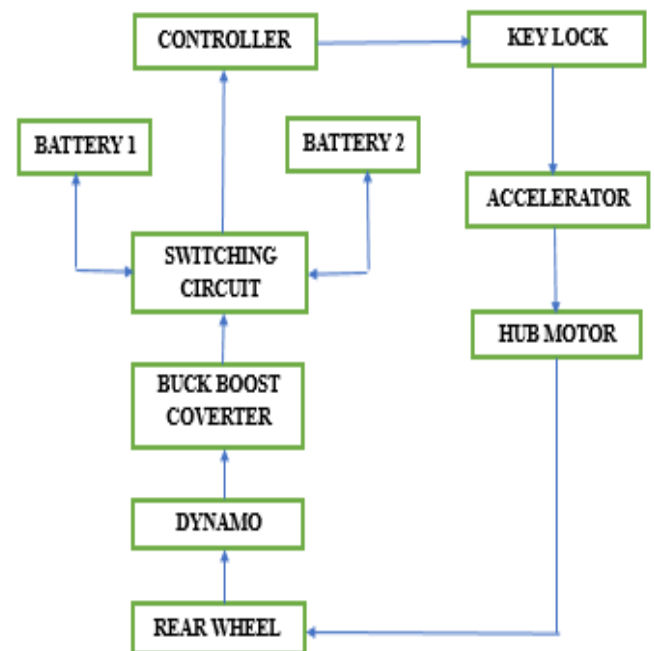 CONTROLLER
KEY LOCK
BATTERY 1
BATTERY 2
ACCELERATOR
SWITCHING
CIRCUIT
HUB MOTOR
BUCK BOOST
COVERTER
DYNAMO
REAR WHEEL